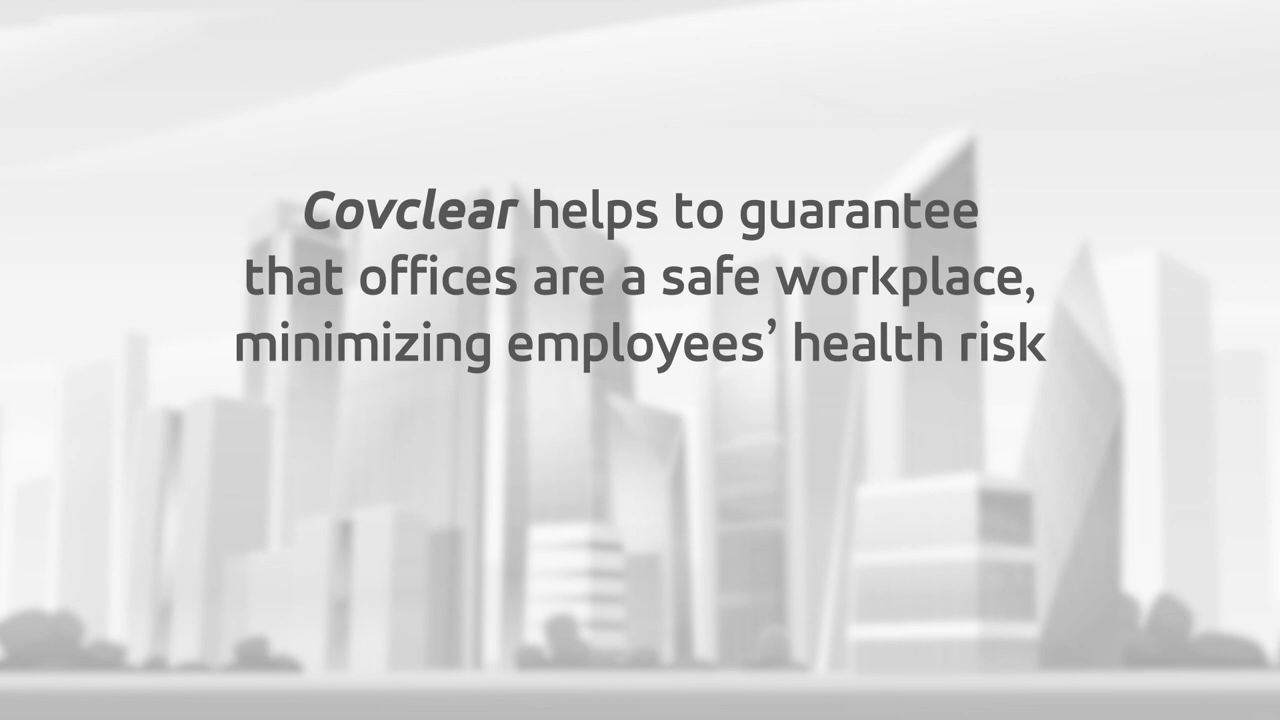 Covclear helps to guarantee
that offices are a safe workplace,
minimizing employees’ health risk